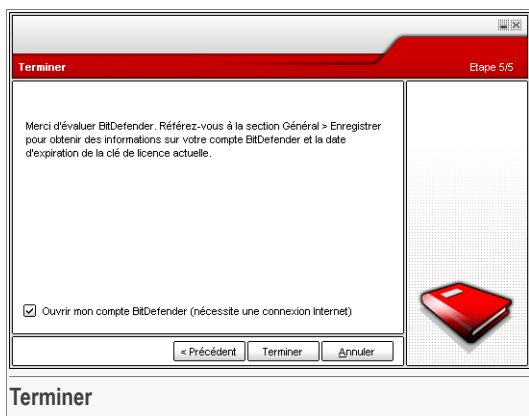 Terminer
Etape 5/5
Merci d'évaluer BitDefender. Référez-vous à la section Général > Enregistrer
pour obtenir des informations sur votre compte BitDefender et la date
d'expiration de la clé de licence actuelle.
Ouvrir mon compte BitDefender (nécessite une connexion Internet)
< Précédent
Terminer
Annuler
Terminer